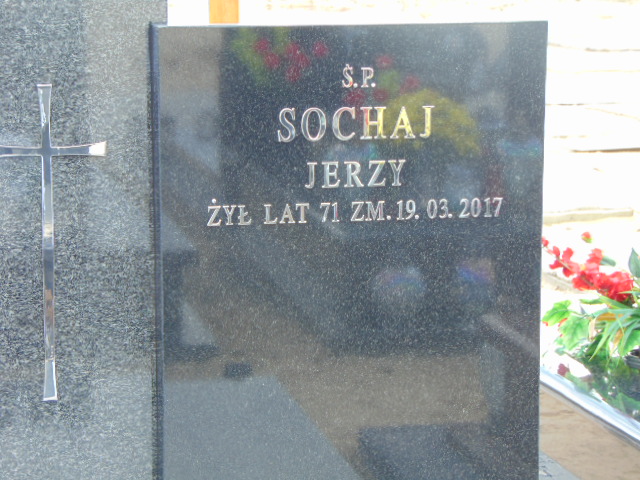 Ś.P.
SOCHAJ
JERZY
ŻYŁ LAT 71 ZM. 19. 03. 2017